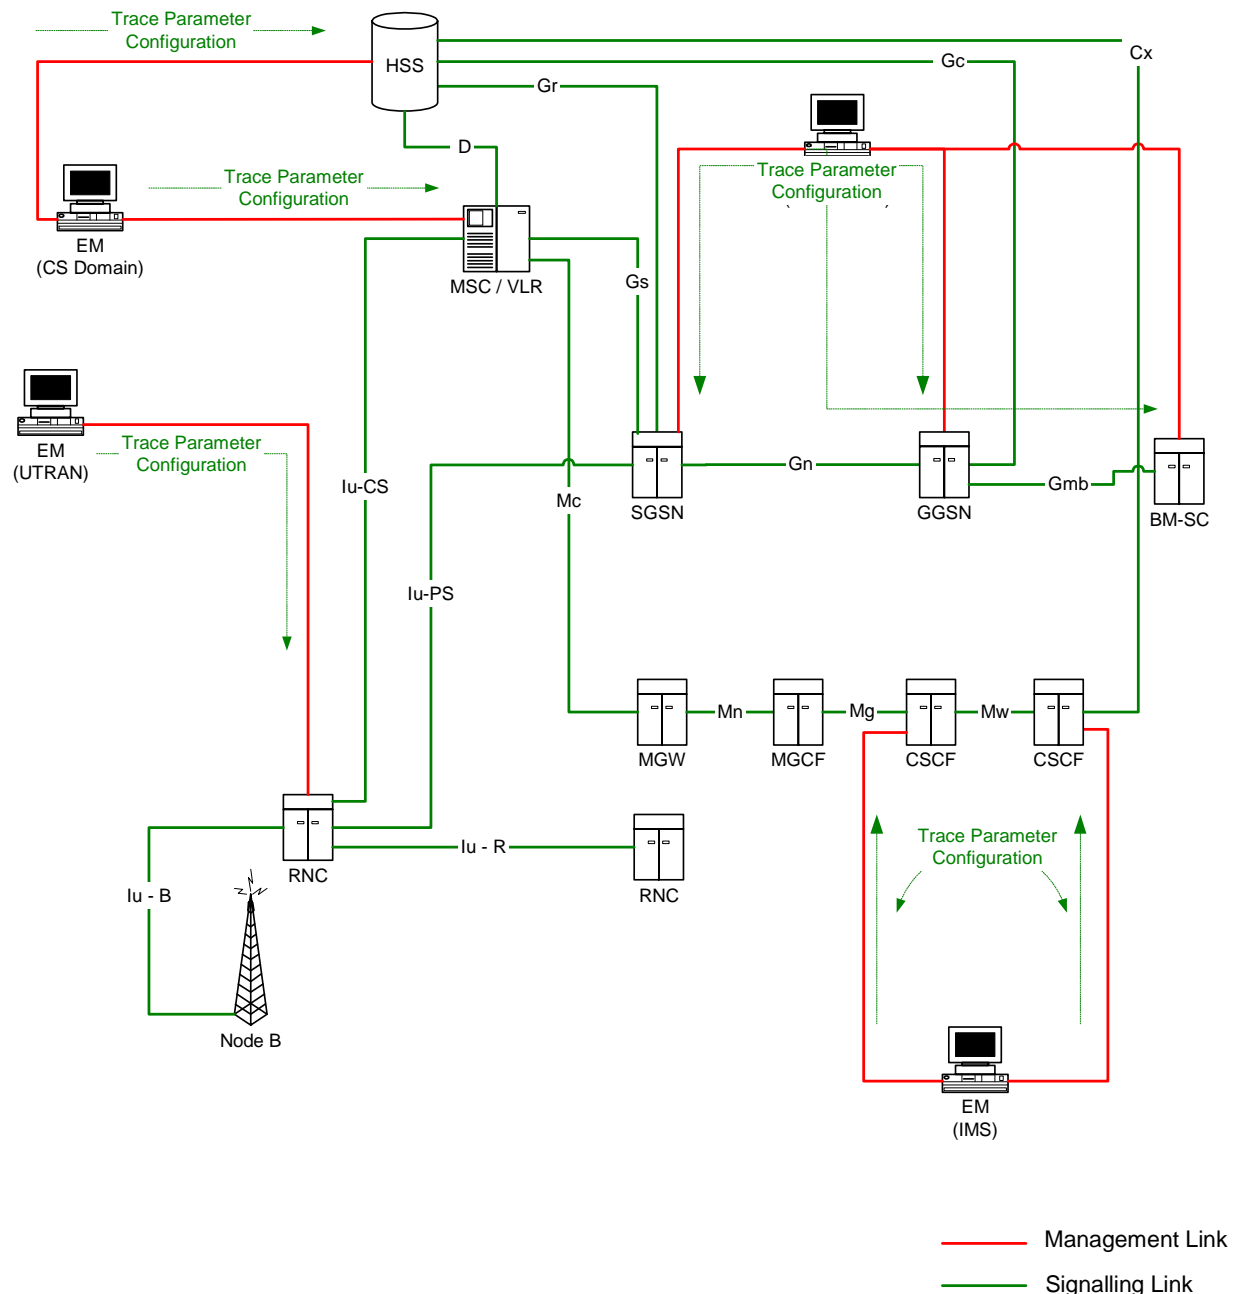 Trace Parameter
Configuration
HSS
Cx
Gc
Gr
D
Trace Parameter
Configuration
Trace Parameter
Configuration
EM
(CS Domain)
MSC / VLR
Gs
EM
(UTRAN)
Trace Parameter
Configuration
Iu-CS
Mc
SGSN
Gn
GGSN
Gmb
BM-SC
Iu-PS
Mn
Mg
Mw
MGW
MGCF
CSCF
CSCF
Iu - R
RNC
RNC
Trace Parameter
Configuration
Iu - B
Node B
EM
(IMS)
Management Link
Signalling Link